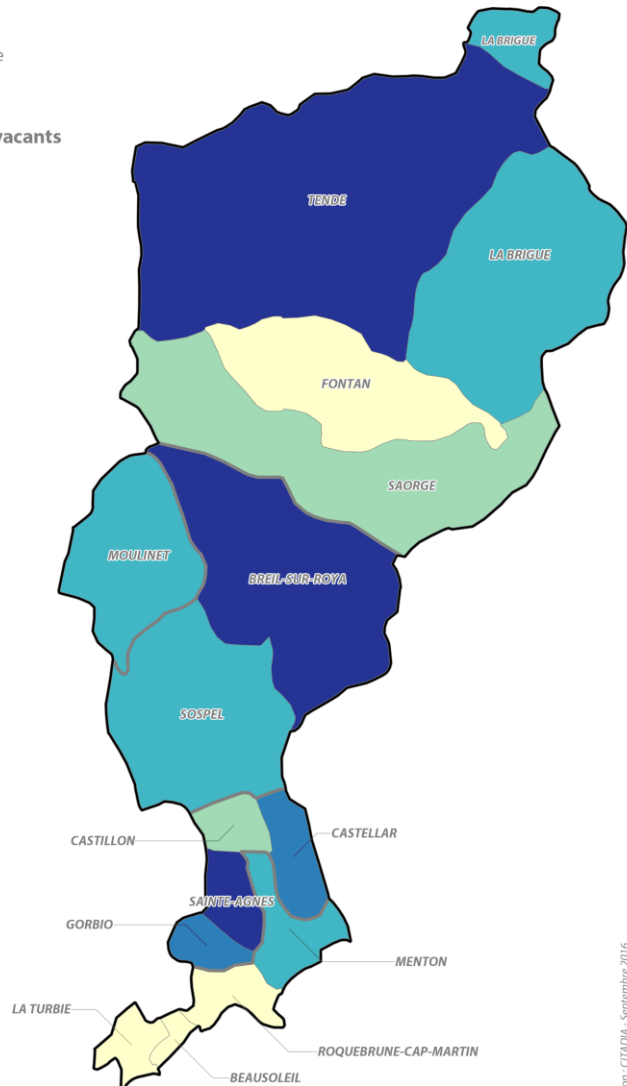 e
vacants
LA BRIGUE
TENDE
LA BRIGUE
FONTAN
SAORGE
MOULINET
BREIL-SUR-ROYA
SOSPEL
CASTELLAR
CASTILLON
SAINTE-AGNES
GORBIO
MENTON
LA TURBIE
ROQUEBRUNE-CAP-MARTIN
BEAUSOLEIL
on : CITADIA - Septembre 2016